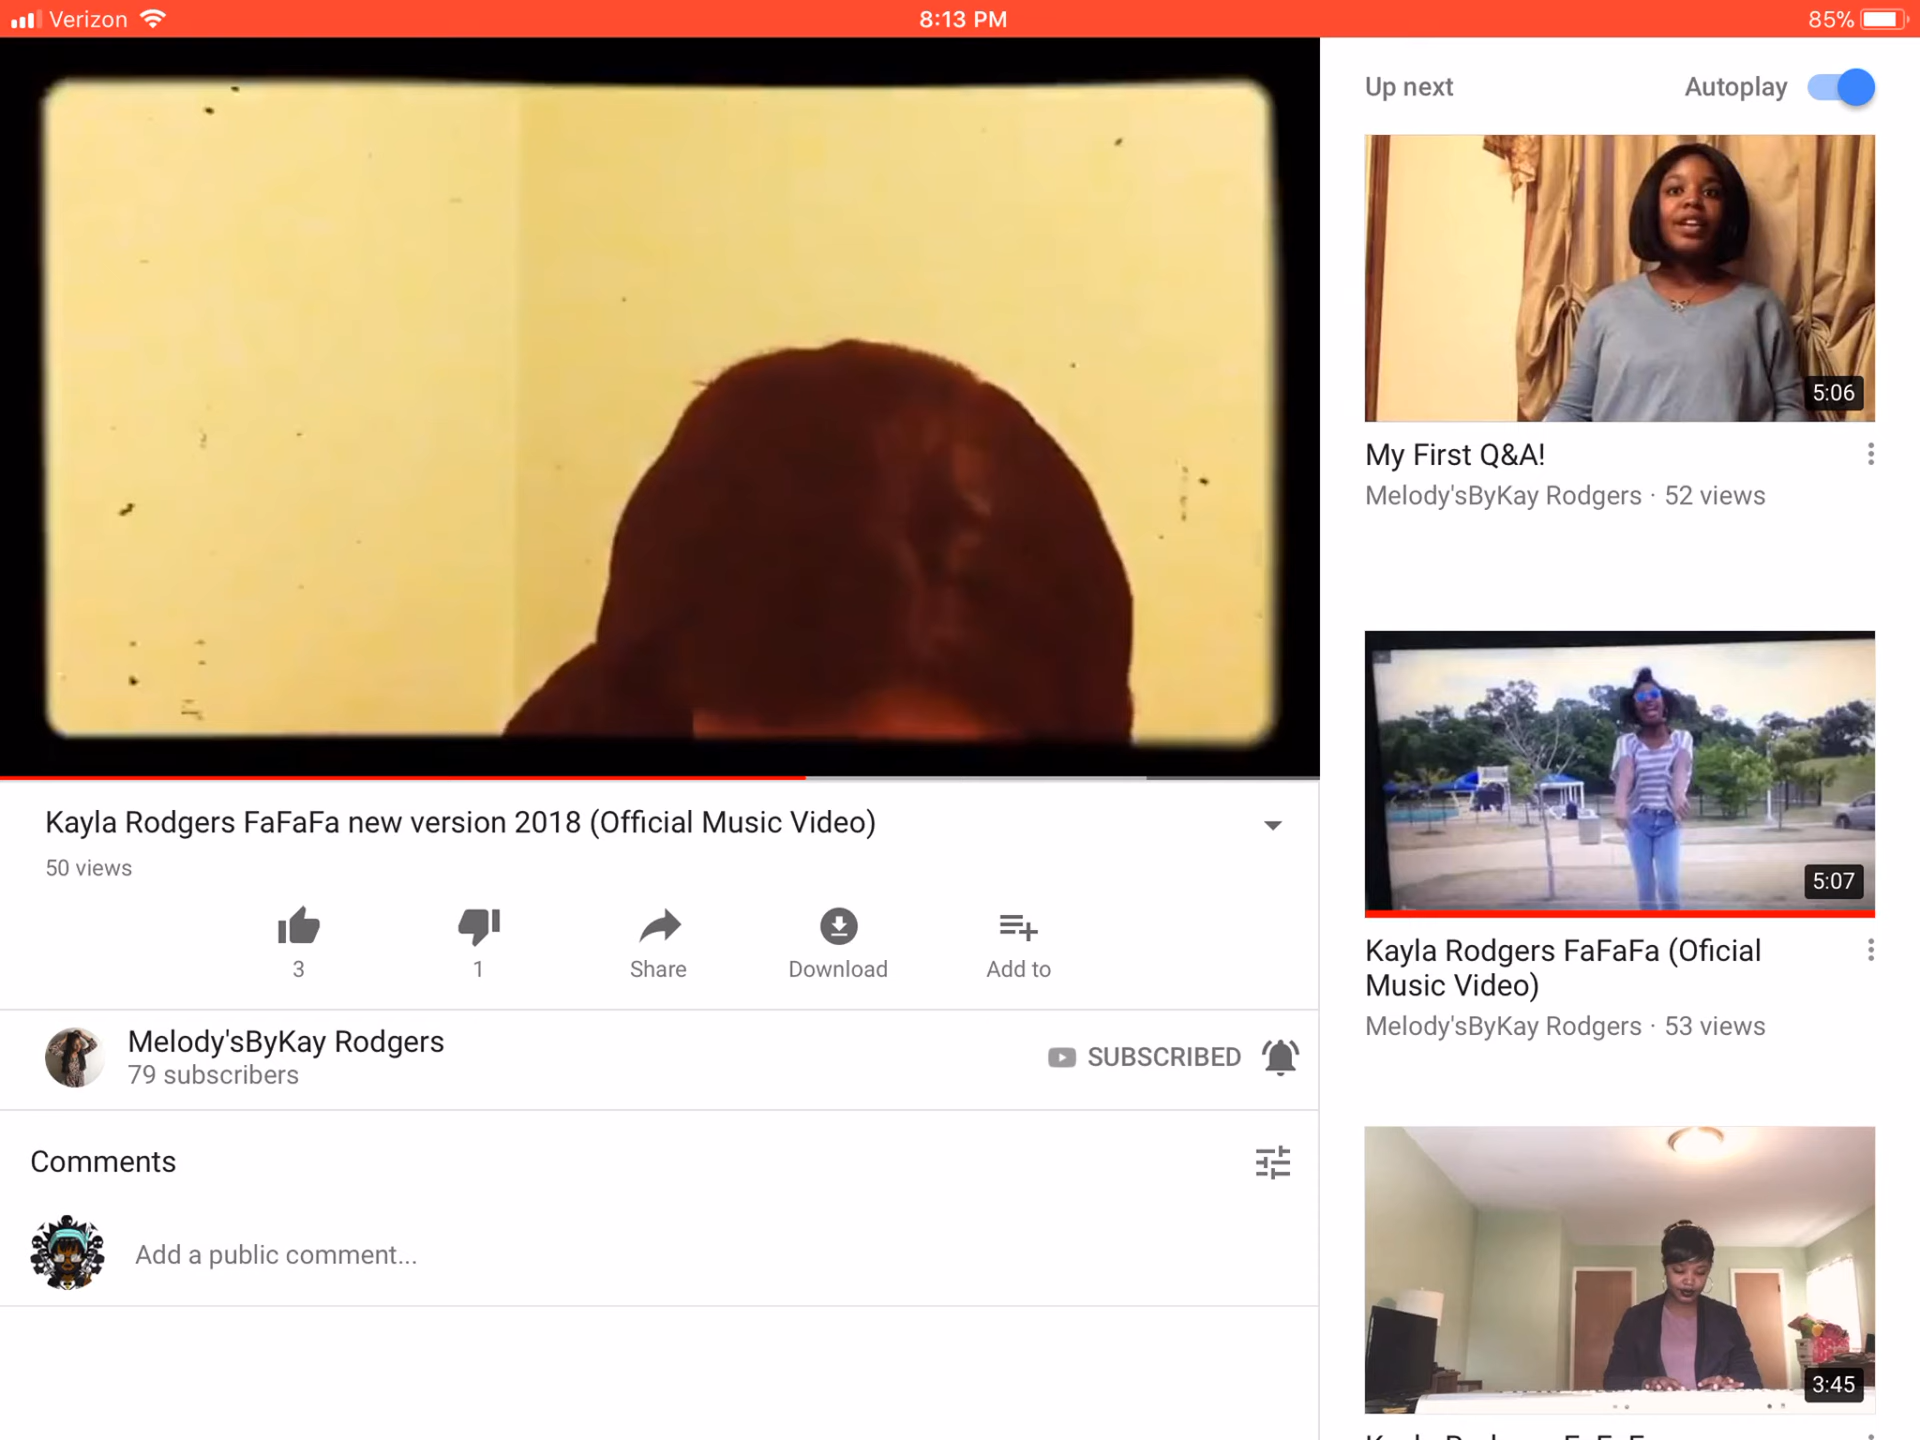 Verizon
8:13 PM
85%
Up next
Autoplay
5:06
My First Q&A!
Melody'sByKay Rodgers · 52 views
5:07
Kayla Rodgers FaFaFa (Oficial
Music Video)
Melody'sByKay Rodgers · 53 views
3:45
Kayla Rodgers FaFaFa new version 2018 (Official Music Video)
50 views
3
1
Share
Download
Add to
Melody'sByKay Rodgers
79 subscribers
SUBSCRIBED
Comments
Add a public comment...